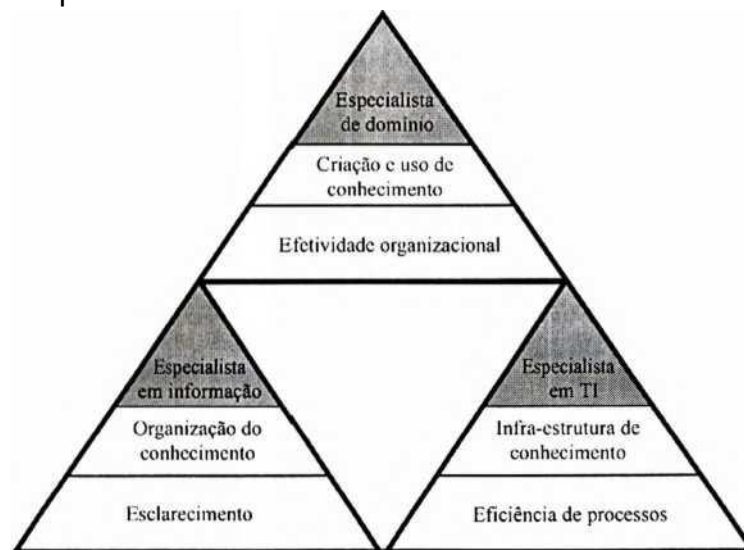 Especialista
de domínio
Criação e uso de
conhecimento
Efetividade organizacional
Especialista
em informação
Organização do
conhecimento
Esclarecimento
Especialista
em TI
Infra-estrutura de
conhecimento
Eficiência de processos